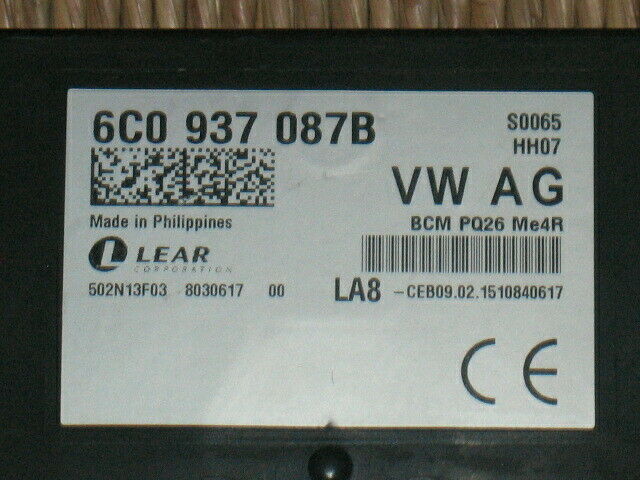 6C0 937 087B
S0065
HH07
VW AG
Made in Philippines
BCM PQ26 Me4R
LEAR
CORPORATION
502N13F03 8030617 00
LA8 -CEB09.02.1510840617
CE